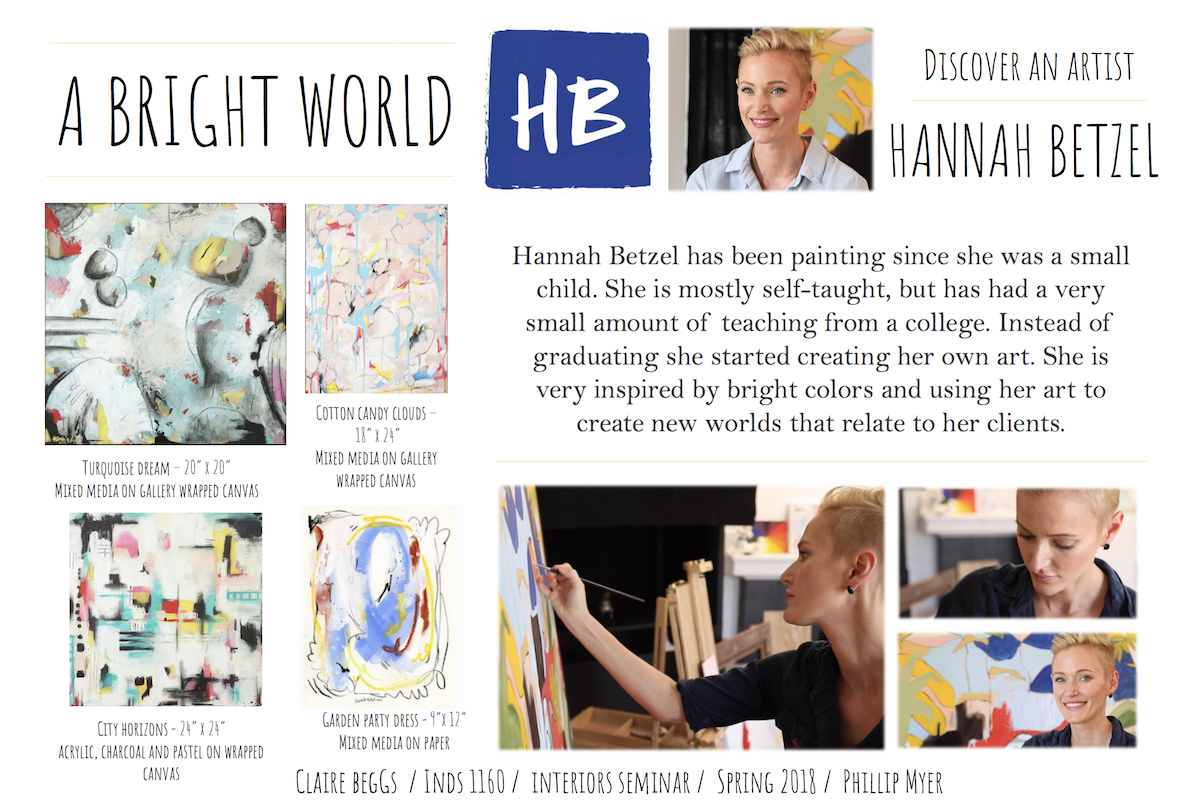 A BRIGHT WORLD
HB
DISCOVER AN ARTIST
HANNAH BETZEL
Hannah Betzel has been painting since she was a small
child. She is mostly self-taught, but has had a very
small amount of teaching from a college. Instead of
graduating she started creating her own art. She is
very inspired by bright colors and using her art to
create new worlds that relate to her clients.
TURQUOISE DREAM – 20” X 20”
MIXED MEDIA ON GALLERY WRAPPED CANVAS
COTTON CANDY CLOUDS –
18” X 24”
MIXED MEDIA ON GALLERY
WRAPPED CANVAS
CITY HORIZONS - 24” X 24”
ACRYLIC, CHARCOAL AND PASTEL ON WRAPPED
CANVAS
GARDEN PARTY DRESS - 9”X 12”
MIXED MEDIA ON PAPER
CLAIRE BEGGS / INDS 1160 / INTERIORS SEMINAR / SPRING 2018 / PHILLIP MYER